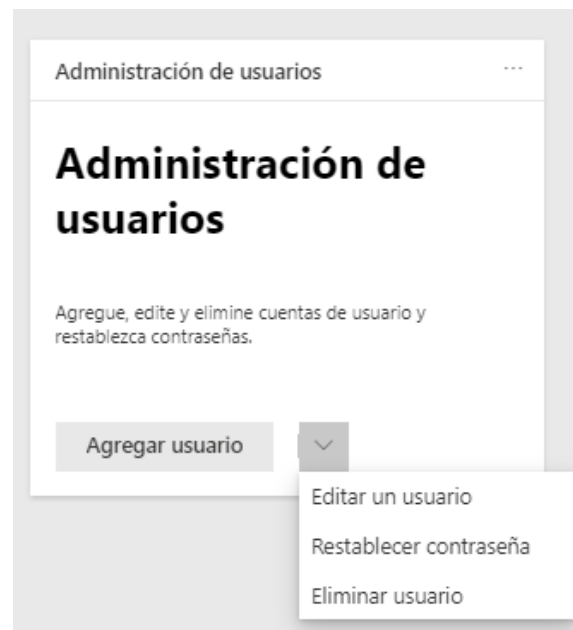 Administración de usuarios
...
Administración de
usuarios
Agregue, edite y elimine cuentas de usuario y
restablezca contraseñas.
Agregar usuario
Editar un usuario
Restablecer contraseña
Eliminar usuario